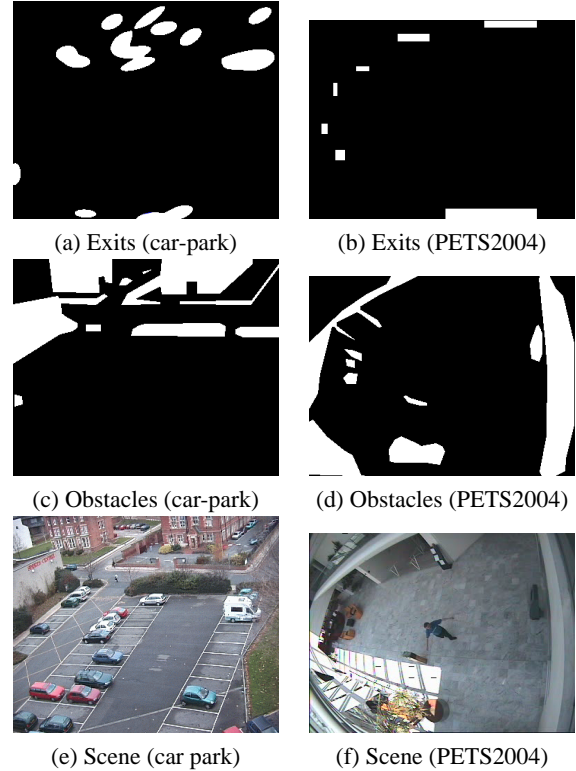 (a) Exits (car-park)
(b) Exits (PETS2004)
(c) Obstacles (car-park)
(d) Obstacles (PETS2004)
(e) Scene (car park)
(f) Scene (PETS2004)